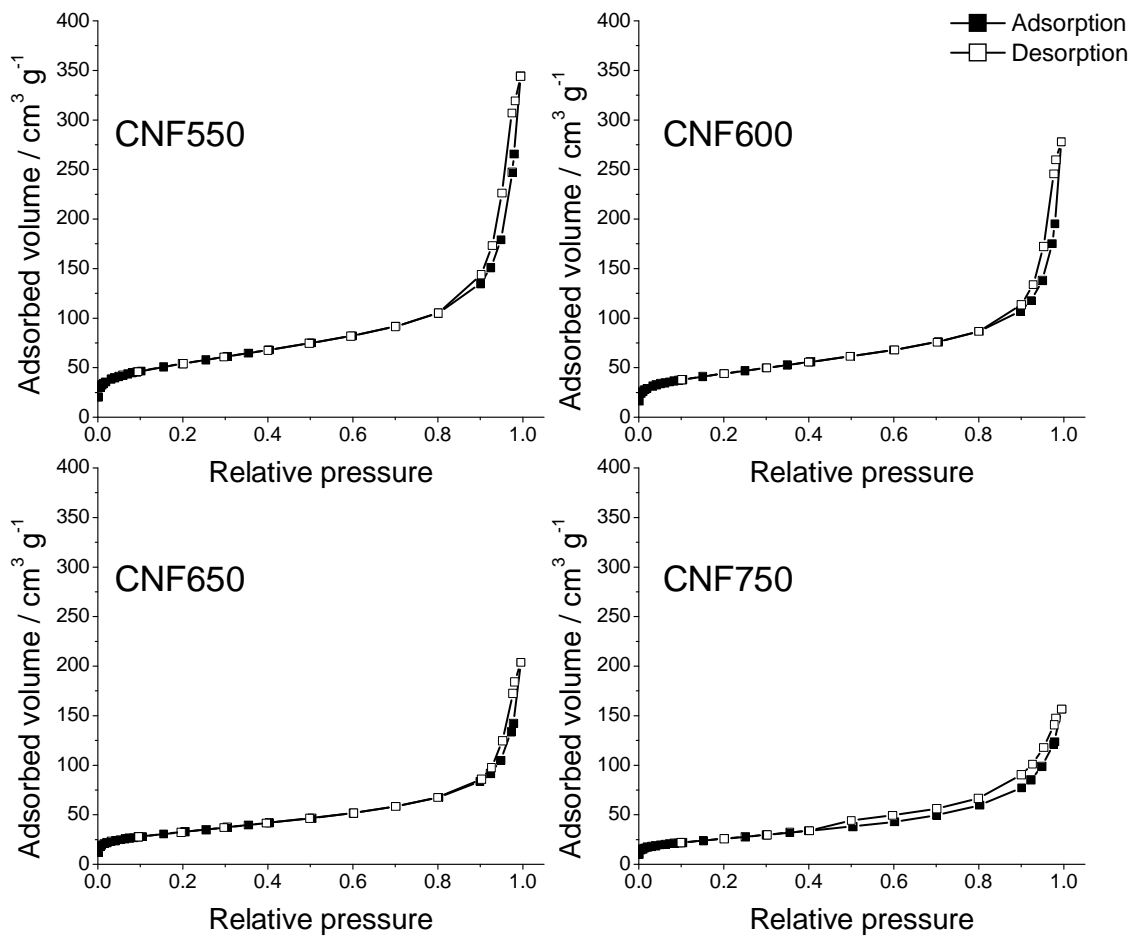 Adsorption
Desorption
400
350
300
250
200
150
100
50
0
Adsorbed volume / cm³ g⁻¹
CNF550
0.0 0.2 0.4 0.6 0.8 1.0
Relative pressure
400
350
300
250
200
150
100
50
0
Adsorbed volume / cm³ g⁻¹
CNF600
0.0 0.2 0.4 0.6 0.8 1.0
Relative pressure
400
350
300
250
200
150
100
50
0
Adsorbed volume / cm³ g⁻¹
CNF650
0.0 0.2 0.4 0.6 0.8 1.0
Relative pressure
400
350
300
250
200
150
100
50
0
Adsorbed volume / cm³ g⁻¹
CNF750
0.0 0.2 0.4 0.6 0.8 1.0
Relative pressure